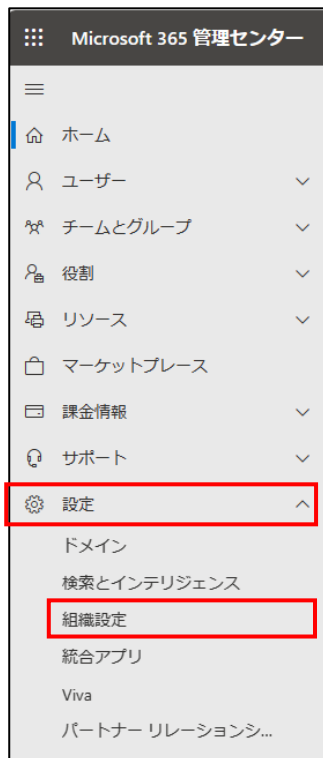 Microsoft 365 管理センター
ホーム
ユーザー
チームとグループ
役割
リソース
マーケットプレース
課金情報
サポート
設定
ドメイン
検索とインテリジェンス
組織設定
統合アプリ
Viva
パートナー リレーションシ...